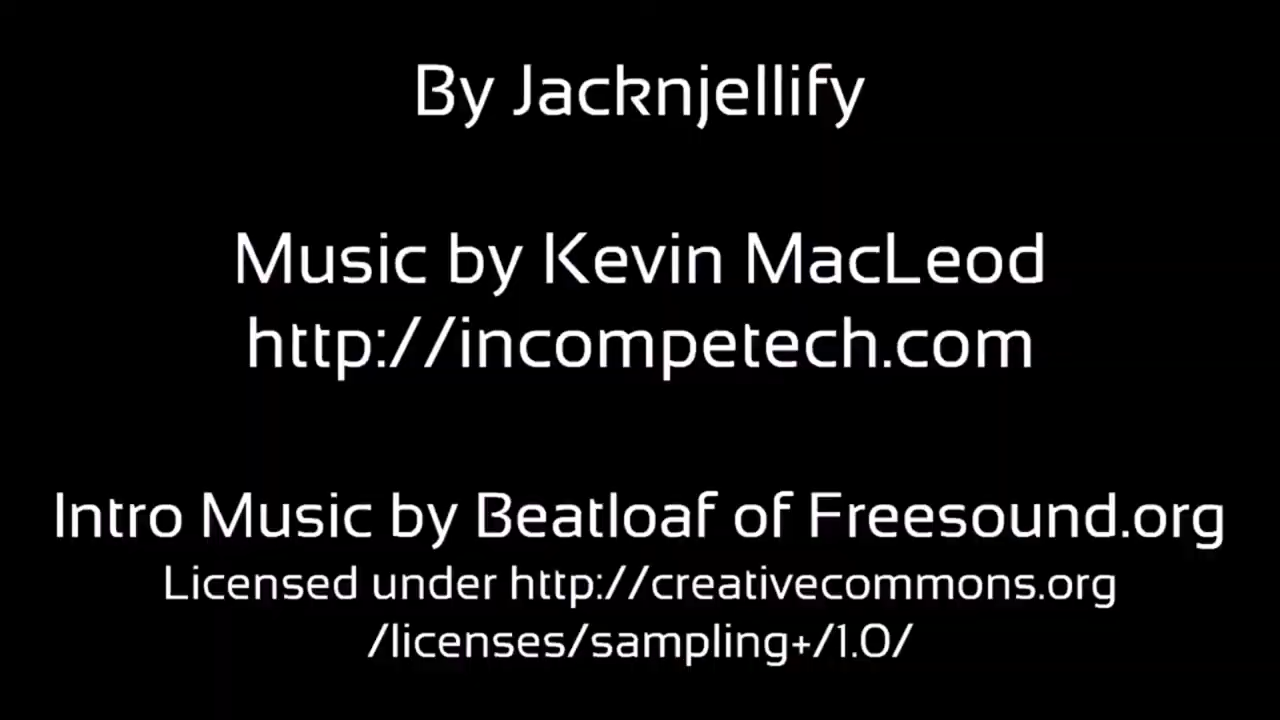 By Jacknjellify
Music by Kevin MacLeod
http://incompetech.com
Intro Music by Beatloaf of Freesound.org
Licensed under http://creativecommons.org
/licenses/sampling+/1.0/